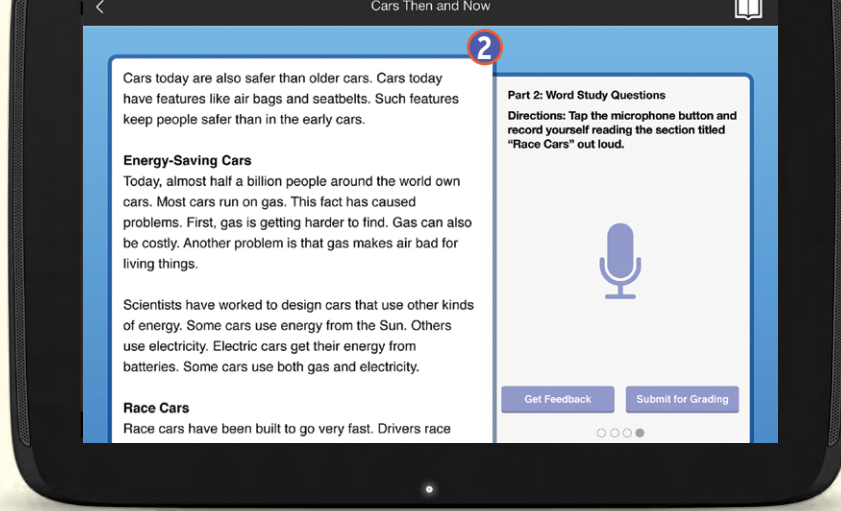 Cars Then and Now
2
Cars today are also safer than older cars. Cars today
have features like air bags and seatbelts. Such features
keep people safer than in the early cars.
Energy-Saving Cars
Today, almost half a billion people around the world own
cars. Most cars run on gas. This fact has caused
problems. First, gas is getting harder to find. Gas can also
be costly. Another problem is that gas makes air bad for
living things.
Scientists have worked to design cars that use other kinds
of energy. Some cars use energy from the Sun. Others
use electricity. Electric cars get their energy from
batteries. Some cars use both gas and electricity.
Race Cars
Race cars have been built to go very fast. Drivers race
Part 2: Word Study Questions
Directions: Tap the microphone button and
record yourself reading the section titled
“Race Cars” out loud.
Get Feedback
Submit for Grading